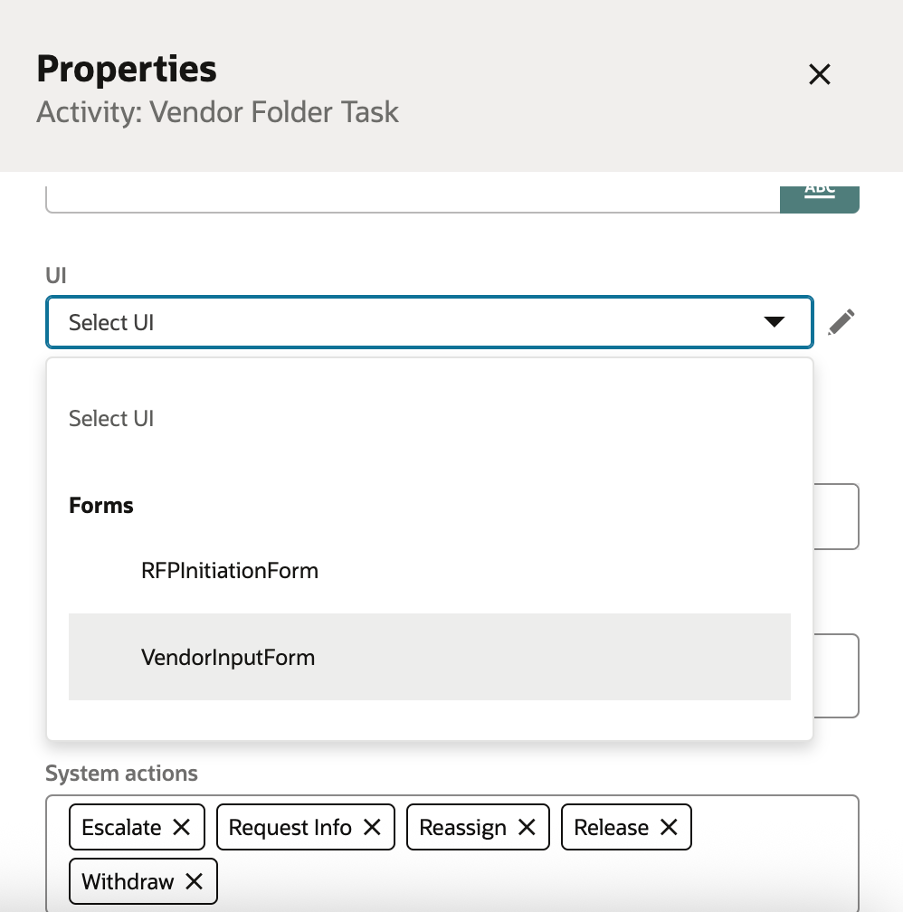 Properties
Activity: Vendor Folder Task
ABC
UI
Select UI
Select UI
Forms
RFPInitiationForm
VendorInputForm
System actions
Escalate Request Info Reassign Release
Withdraw